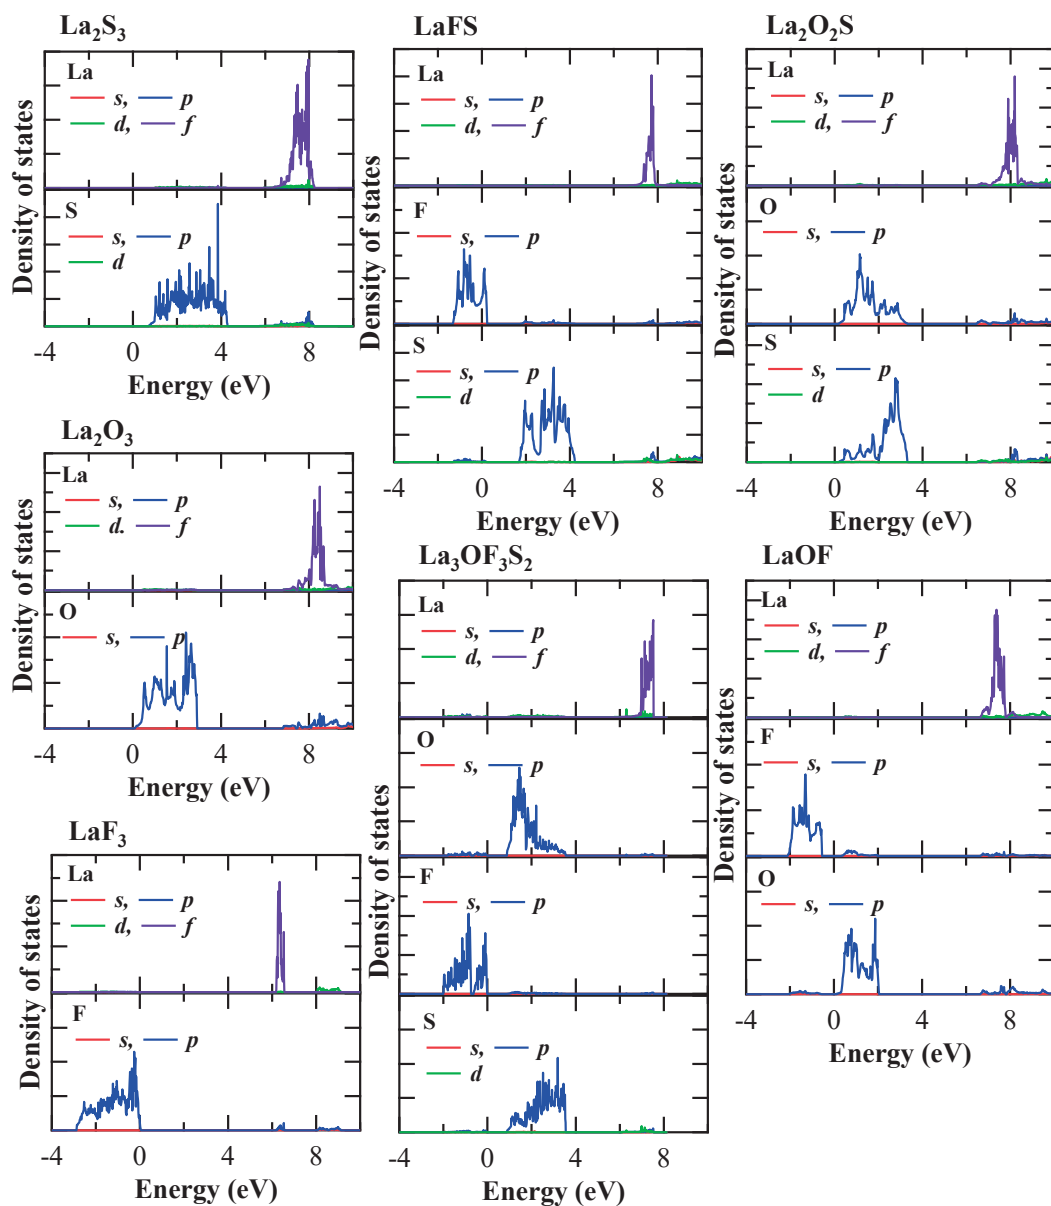 La2S3
La
s, p
d, f
S
s, p
d
Density of states
-4 0 4 8
Energy (eV)
LaFS
La
s, p
d, f
F
s, p
S
s, p
d
Density of states
-4 0 4 8
Energy (eV)
La2O2S
La
s, p
d, f
O
s, p
S
s, p
d
Density of states
-4 0 4 8
Energy (eV)
La2O3
La
s, p
d. f
O
s, p
Density of states
-4 0 4 8
Energy (eV)
La3OF3S2
La
s, p
d, f
O
s, p
F
s, p
S
s, p
d
Density of states
-4 0 4 8
Energy (eV)
LaOF
La
s, p
d, f
F
s, p
O
s, p
Density of states
-4 0 4 8
Energy (eV)
LaF3
La
s, p
d, f
F
s, p
Density of states
-4 0 4 8
Energy (eV)